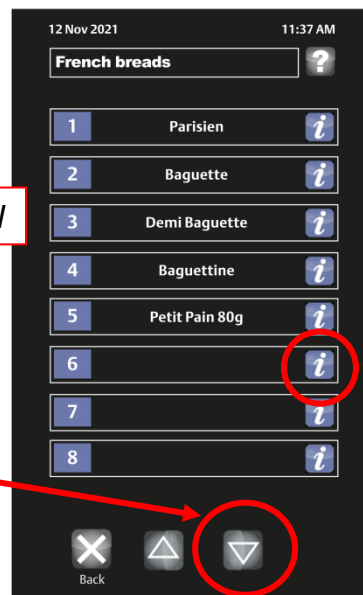 12 Nov 2021 11:37 AM
French breads ?
1 Parisien i
2 Baguette i
3 Demi Baguette i
4 Baguettine i
5 Petit Pain 80g i
6 i
7 i
8 i
Back